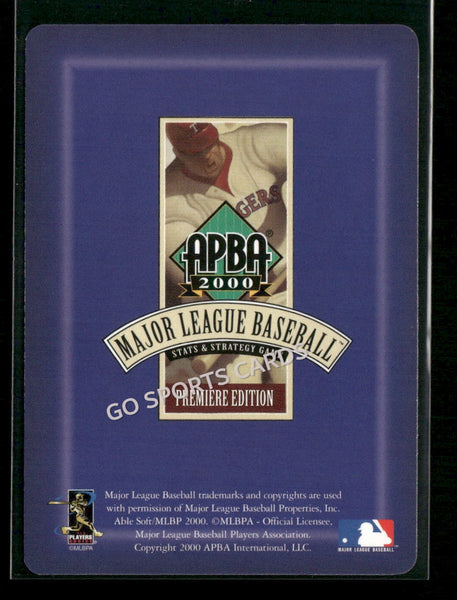 T
GERS
APBA®
2000
MAJOR LEAGUE BASEBALL™
STATS & STRATEGY GAME
GO SPORTS CARDS
PREMIERE EDITION
Major League Baseball trademarks and copyrights are used
with permission of Major League Baseball Properties, Inc.
Able Soft/MLBP 2000. ©MLBPA - Official Licensee,
Major League Baseball Players Association.
Copyright 2000 APBA International, LLC.
PLAYERS
CHOICE
©MLBPA
MAJOR LEAGUE BASEBALL